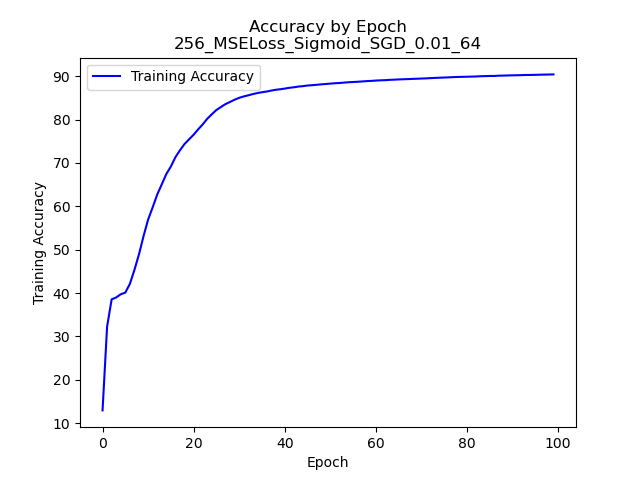 Accuracy by Epoch
256_MSELoss_Sigmoid_SGD_0.01_64
Training Accuracy
90
80
70
60
50
40
30
20
10
Training Accuracy
0 20 40 60 80 100
Epoch